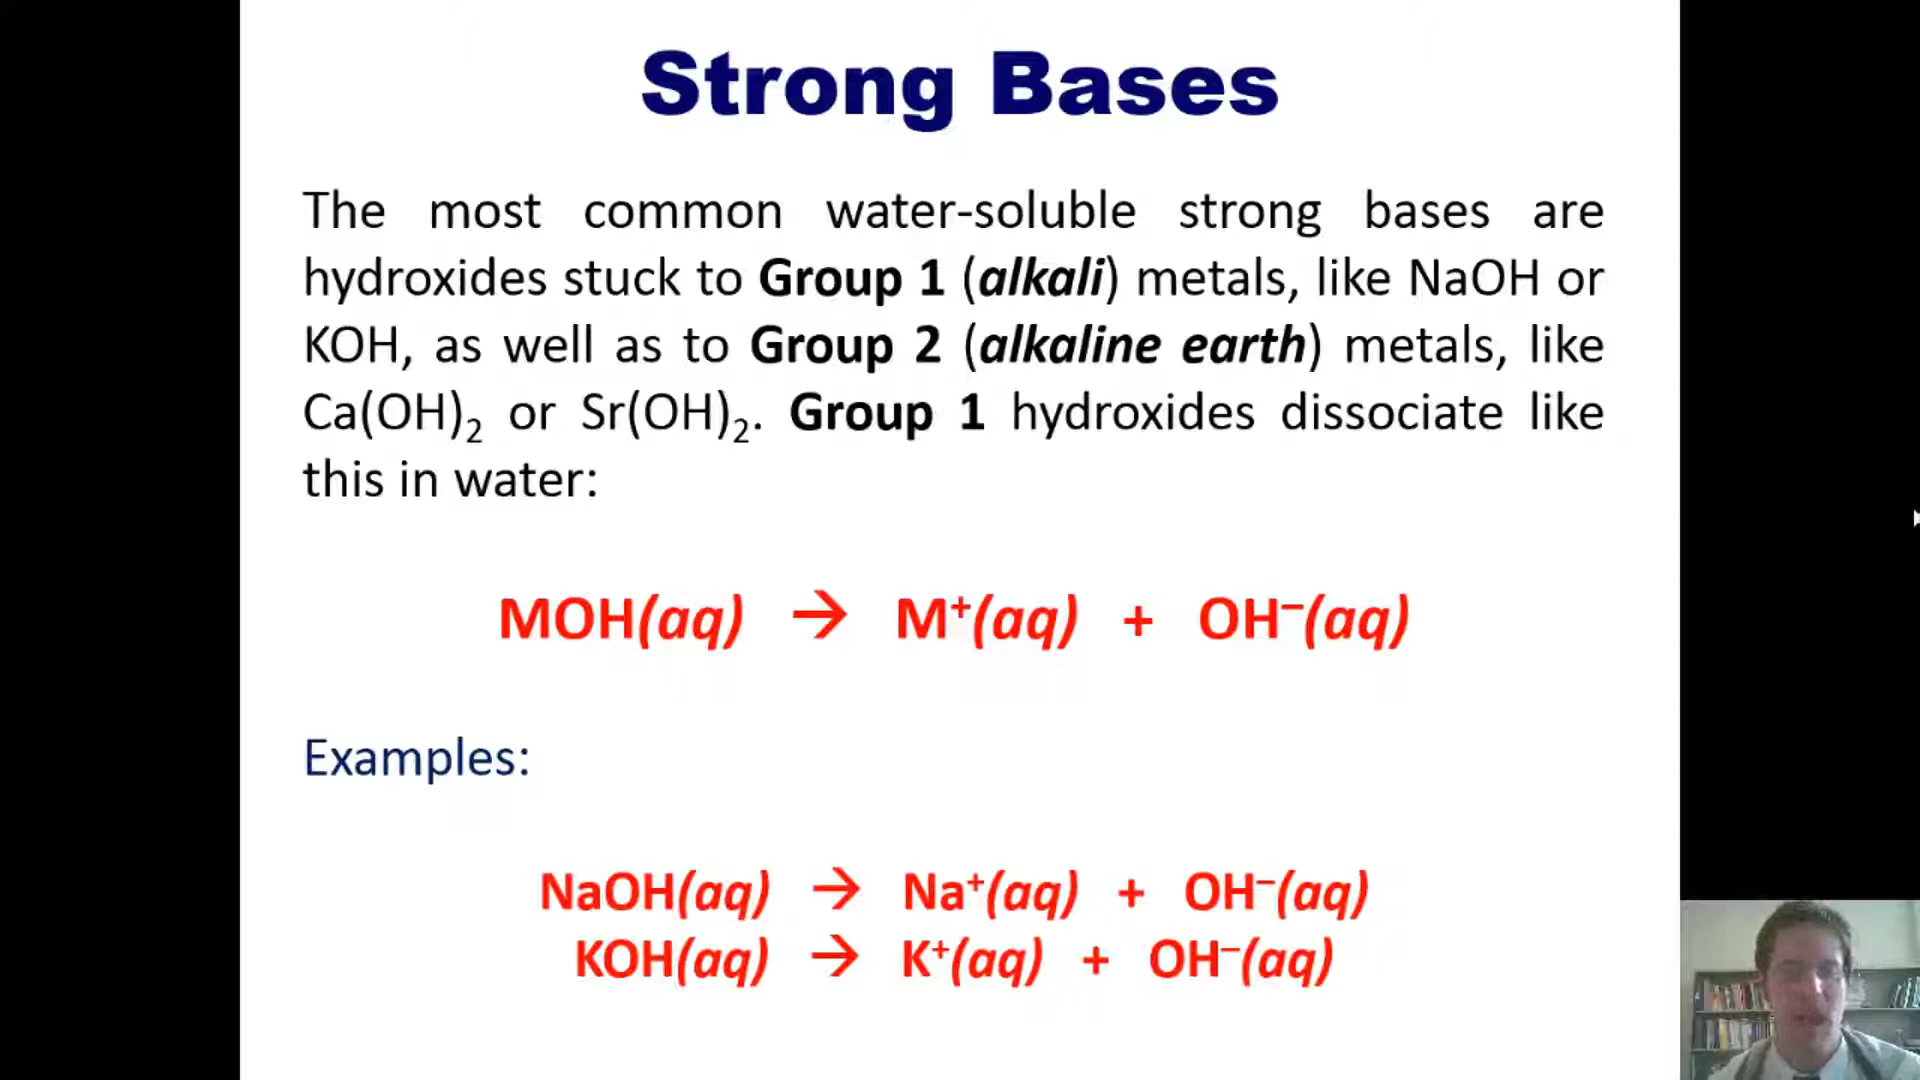 Strong Bases
The most common water-soluble strong bases are
hydroxides stuck to Group 1 (alkali) metals, like NaOH or
KOH, as well as to Group 2 (alkaline earth) metals, like
Ca(OH)₂ or Sr(OH)₂. Group 1 hydroxides dissociate like
this in water:
MOH(aq) → M⁺(aq) + OH⁻(aq)
Examples:
NaOH(aq) → Na⁺(aq) + OH⁻(aq)
KOH(aq) → K⁺(aq) + OH⁻(aq)